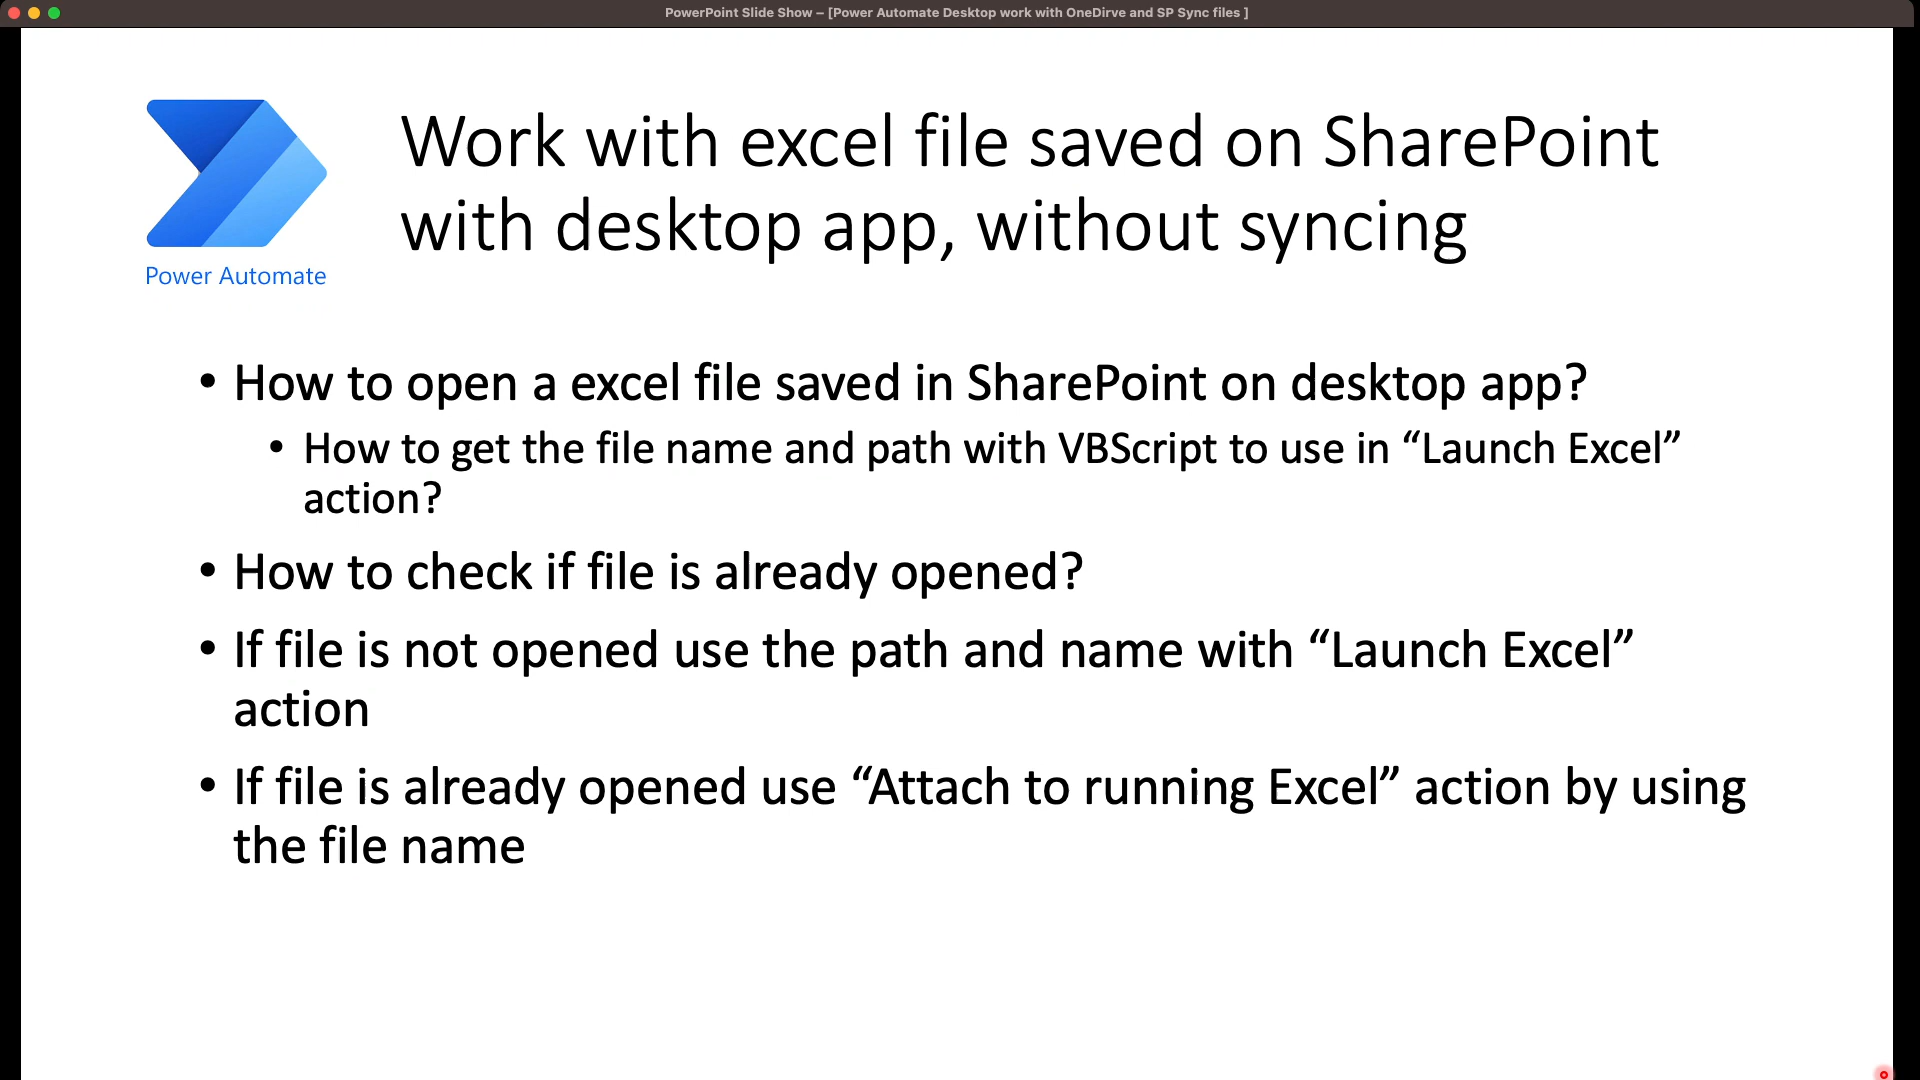 PowerPoint Slide Show – [Power Automate Desktop work with OneDirve and SP Sync files ]
Work with excel file saved on SharePoint
with desktop app, without syncing
Power Automate
• How to open a excel file saved in SharePoint on desktop app?
• How to get the file name and path with VBScript to use in “Launch Excel”
action?
• How to check if file is already opened?
• If file is not opened use the path and name with “Launch Excel”
action
• If file is already opened use “Attach to running Excel” action by using
the file name